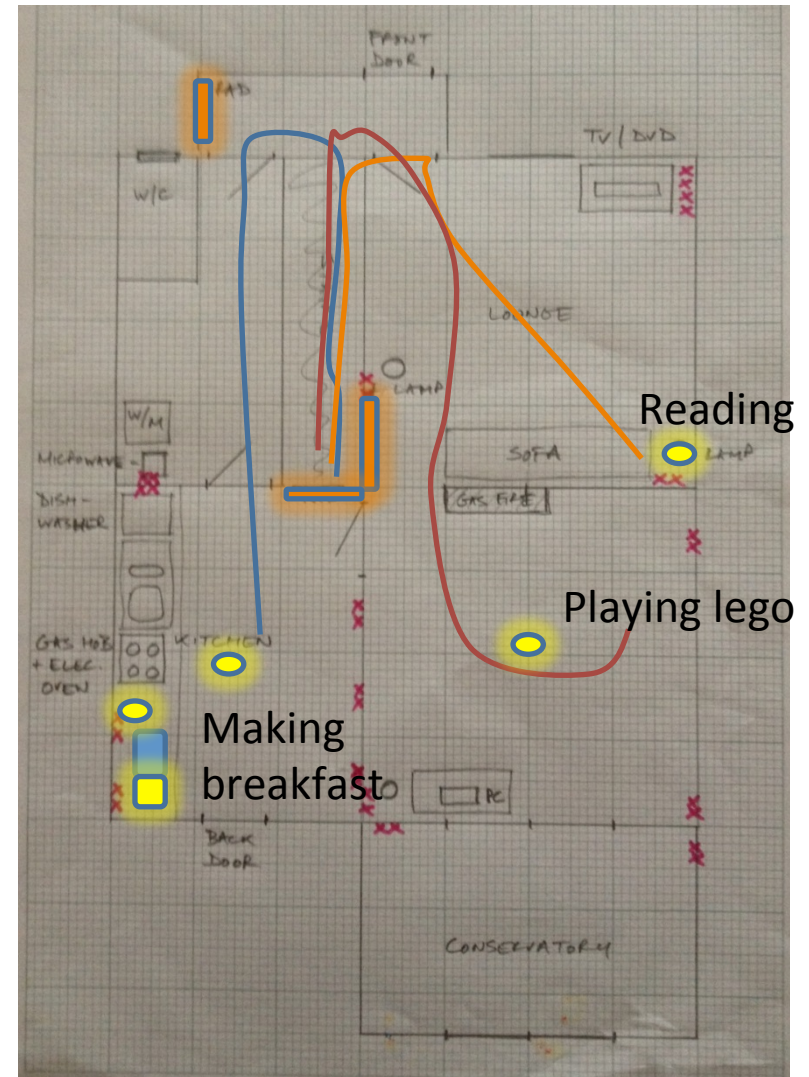 FRONT
DOOR
RAD
TV / DVD
W/C
LOUNGE
LAMP
Reading
W/M
SOFA
LAMP
MICROWAVE
GAS FIRE
DISH-
WASHER
Playing lego
GAS HOB
+ ELEC.
OVEN
KITCHEN
Making
breakfast
PC
BACK
DOOR
CONSERVATORY